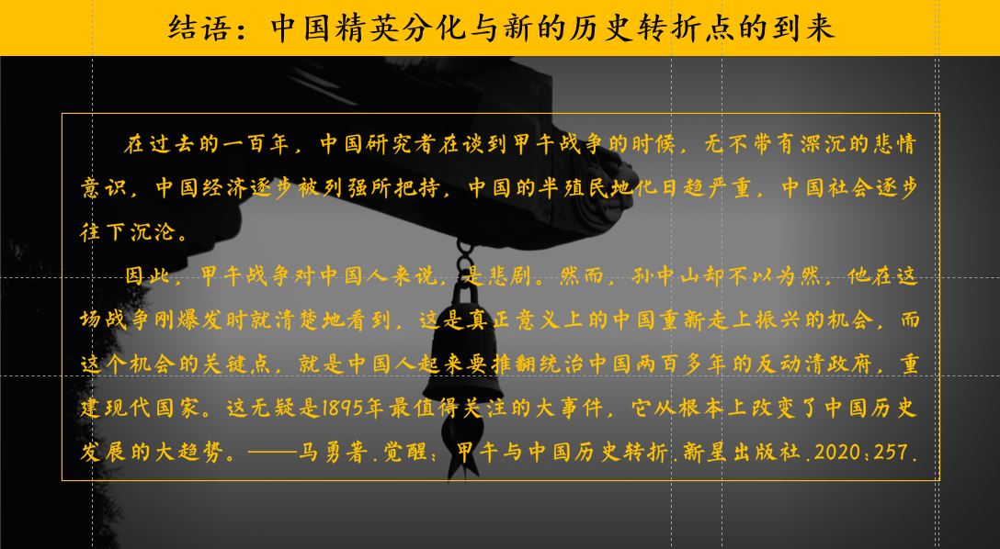 结语：中国精英分化与新的历史转折点的到来
在过去的一百年，中国研究者在谈到甲午战争的时候，无不带有深沉的悲情
意识，中国经济逐步被列强所把持，中国的半殖民地化日趋严重，中国社会逐步
往下沉沦。
因此，甲午战争对中国人来说，是悲剧。然而，孙中山却不以为然，他在这
场战争刚爆发时就清楚地看到，这是真正意义上的中国重新走上振兴的机会，而
这个机会的关键点，就是中国人起来要推翻统治中国两百多年的反动清政府，重
建现代国家。这无疑是1895年最值得关注的大事件，它从根本上改变了中国历史
发展的大趋势。——马勇著.觉醒：甲午与中国历史转折.新星出版社.2020:257.